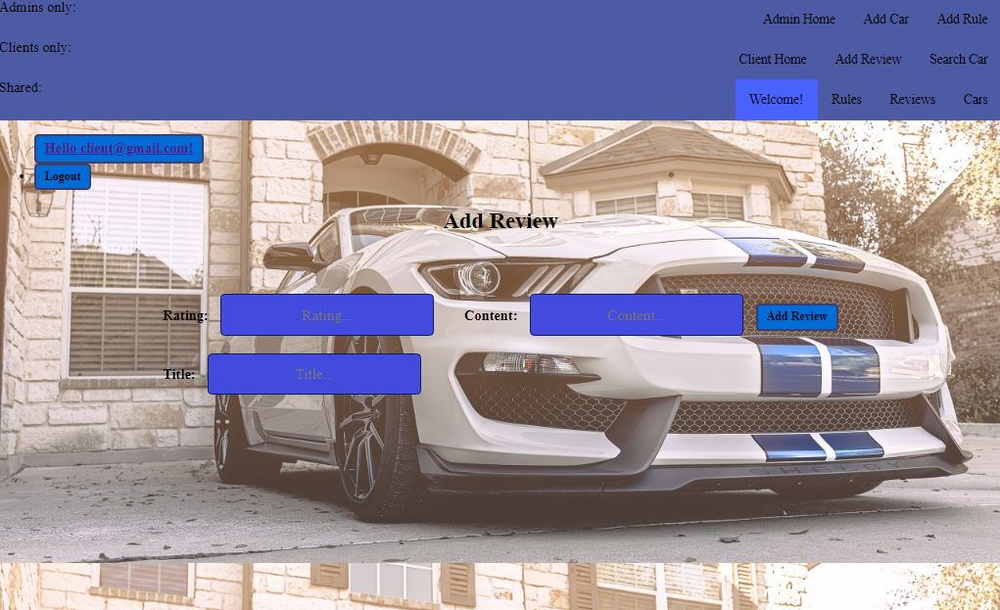 Admins only:
Admin Home Add Car Add Rule
Clients only:
Client Home Add Review Search Car
Shared:
Welcome! Rules Reviews Cars
Hello client@gmail.com!
Logout
Add Review
Rating: Rating... Content: Content... Add Review
Title: Title...
SHELBY